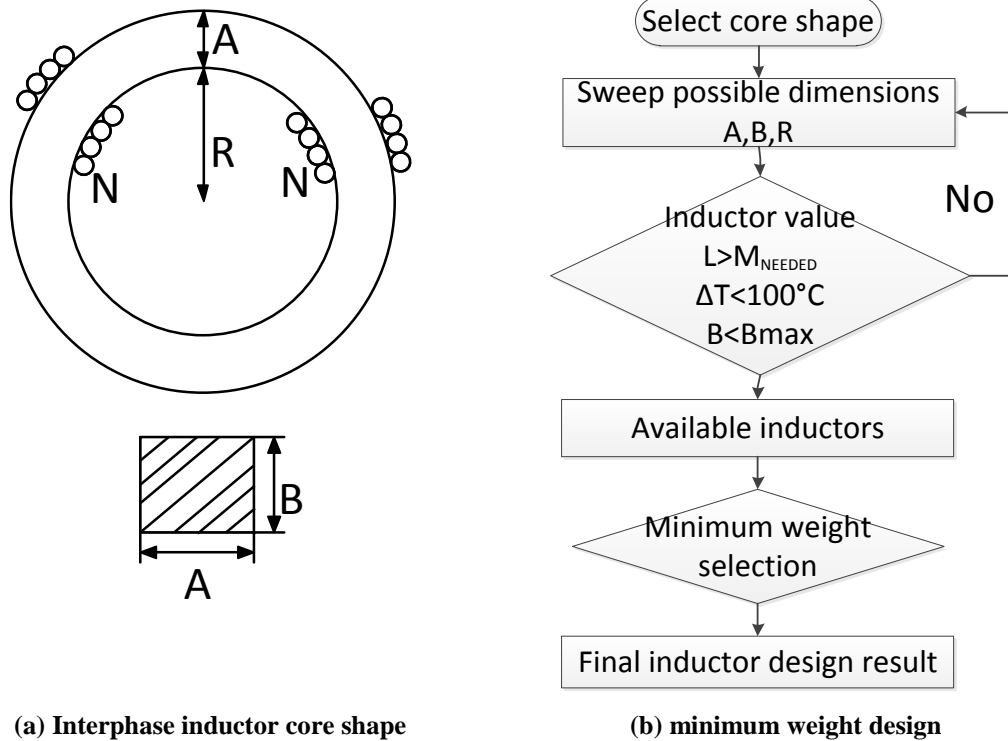 A
R
N
N
B
A
(a) Interphase inductor core shape
Select core shape
Sweep possible dimensions
A,B,R
Inductor value
L>M_NEEDED
ΔT<100°C
B<Bmax
No
Available inductors
Minimum weight
selection
Final inductor design result
(b) minimum weight design